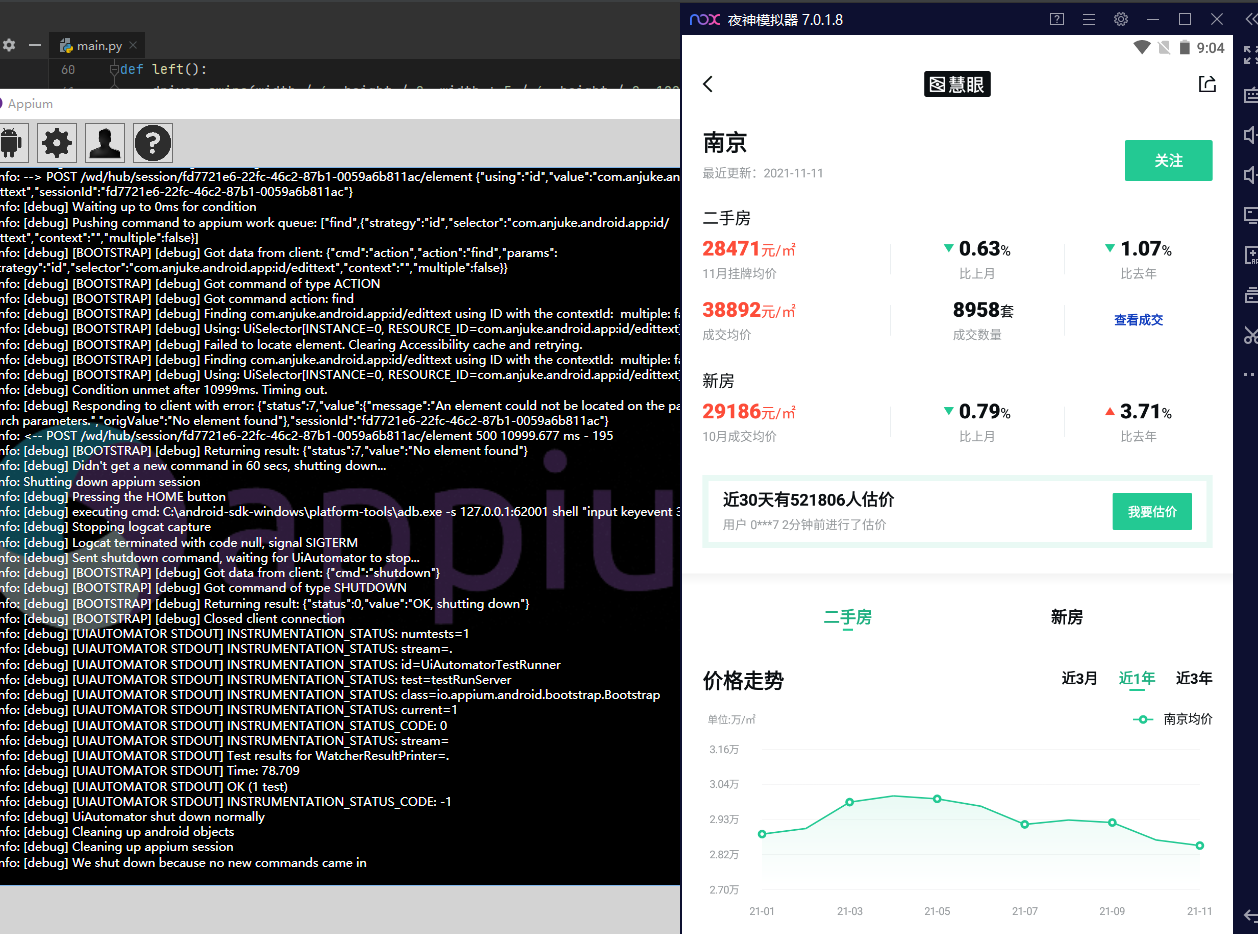 main.py
60
def left():
Appium
nfo: --> POST /wd/hub/session/fd7721e6-22fc-46c2-87b1-0059a6b811ac/element {"using":"id","value":"com.anjuke.an
ttext","sessionId":"fd7721e6-22fc-46c2-87b1-0059a6b811ac"}
nfo: [debug] Waiting up to 0ms for condition
nfo: [debug] Pushing command to appium work queue: ["find",{"strategy":"id","selector":"com.anjuke.android.app:id/
ttext","context":"","multiple":false}]
nfo: [debug] [BOOTSTRAP] [debug] Got data from client: {"cmd":"action","action":"find","params":
rategy":"id","selector":"com.anjuke.android.app:id/edittext","context":"","multiple":false}}
nfo: [debug] [BOOTSTRAP] [debug] Got command of type ACTION
nfo: [debug] [BOOTSTRAP] [debug] Got command action: find
nfo: [debug] [BOOTSTRAP] [debug] Finding com.anjuke.android.app:id/edittext using ID with the contextId:  multiple: fa
nfo: [debug] [BOOTSTRAP] [debug] Using: UiSelector[INSTANCE=0, RESOURCE_ID=com.anjuke.android.app:id/edittext]
nfo: [debug] [BOOTSTRAP] [debug] Failed to locate element. Clearing Accessibility cache and retrying.
nfo: [debug] [BOOTSTRAP] [debug] Finding com.anjuke.android.app:id/edittext using ID with the contextId:  multiple: fa
nfo: [debug] [BOOTSTRAP] [debug] Using: UiSelector[INSTANCE=0, RESOURCE_ID=com.anjuke.android.app:id/edittext]
nfo: [debug] Condition unmet after 10999ms. Timing out.
nfo: [debug] Responding to client with error: {"status":7,"value":{"message":"An element could not be located on the pa
arch parameters.","origValue":"No element found"},"sessionId":"fd7721e6-22fc-46c2-87b1-0059a6b811ac"}
nfo: <-- POST /wd/hub/session/fd7721e6-22fc-46c2-87b1-0059a6b811ac/element 500 10999.677 ms - 195
nfo: [debug] [BOOTSTRAP] [debug] Returning result: {"status":7,"value":"No element found"}
nfo: [debug] Didn't get a new command in 60 secs, shutting down...
nfo: Shutting down appium session
nfo: [debug] Pressing the HOME button
nfo: [debug] executing cmd: C:\android-sdk-windows\platform-tools\adb.exe -s 127.0.0.1:62001 shell "input keyevent 3
nfo: [debug] Stopping logcat capture
nfo: [debug] Logcat terminated with code null, signal SIGTERM
nfo: [debug] Sent shutdown command, waiting for UiAutomator to stop...
nfo: [debug] [BOOTSTRAP] [debug] Got data from client: {"cmd":"shutdown"}
nfo: [debug] [BOOTSTRAP] [debug] Got command of type SHUTDOWN
nfo: [debug] [BOOTSTRAP] [debug] Returning result: {"status":0,"value":"OK, shutting down"}
nfo: [debug] [BOOTSTRAP] [debug] Closed client connection
nfo: [debug] [UIAUTOMATOR STDOUT] INSTRUMENTATION_STATUS: numtests=1
nfo: [debug] [UIAUTOMATOR STDOUT] INSTRUMENTATION_STATUS: stream=.
nfo: [debug] [UIAUTOMATOR STDOUT] INSTRUMENTATION_STATUS: id=UiAutomatorTestRunner
nfo: [debug] [UIAUTOMATOR STDOUT] INSTRUMENTATION_STATUS: test=testRunServer
nfo: [debug] [UIAUTOMATOR STDOUT] INSTRUMENTATION_STATUS: class=io.appium.android.bootstrap.Bootstrap
nfo: [debug] [UIAUTOMATOR STDOUT] INSTRUMENTATION_STATUS: current=1
nfo: [debug] [UIAUTOMATOR STDOUT] INSTRUMENTATION_STATUS_CODE: 0
nfo: [debug] [UIAUTOMATOR STDOUT] INSTRUMENTATION_STATUS: stream=
nfo: [debug] [UIAUTOMATOR STDOUT] Test results for WatcherResultPrinter=.
nfo: [debug] [UIAUTOMATOR STDOUT] Time: 78.709
nfo: [debug] [UIAUTOMATOR STDOUT] OK (1 test)
nfo: [debug] [UIAUTOMATOR STDOUT] INSTRUMENTATION_STATUS_CODE: -1
nfo: [debug] UiAutomator shut down normally
nfo: [debug] Cleaning up android objects
nfo: [debug] Cleaning up appium session
nfo: [debug] We shut down because no new commands came in
appiu
nox 夜神模拟器 7.0.1.8
9:04
慧眼
南京
最近更新：2021-11-11
关注
二手房
28471元/㎡ 0.63% 1.07%
11月挂牌均价 比上月 比去年
38892元/㎡ 8958套 查看成交
成交均价 成交数量
新房
29186元/㎡ 0.79% 3.71%
10月成交均价 比上月 比去年
近30天有521806人估价
用户 0***7 2分钟前进行了估价
我要估价
二手房 新房
价格走势 近3月 近1年 近3年
单位:万/㎡ 南京均价
3.16万
3.04万
2.93万
2.82万
2.70万
21-01 21-03 21-05 21-07 21-09 21-11